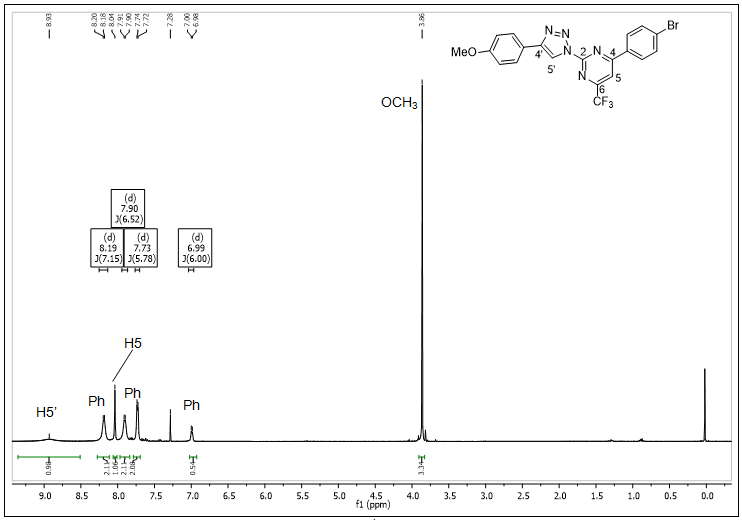 8.93
8.20
8.18
8.04
7.91
7.90
7.74
7.72
7.28
7.00
6.98
3.86
MeO
4'
5'
N
N
N
2
N
N
4
5
6
CF3
Br
OCH3
(d)
7.90
J(6.52)
(d)
8.19
J(7.15)
(d)
7.73
J(5.78)
(d)
6.99
J(6.00)
H5'
Ph
H5
Ph
Ph
0.98
2.11
1.06
2.11
2.08
0.54
3.34
9.0 8.5 8.0 7.5 7.0 6.5 6.0 5.5 5.0 4.5 4.0 3.5 3.0 2.5 2.0 1.5 1.0 0.5 0.0
f1 (ppm)